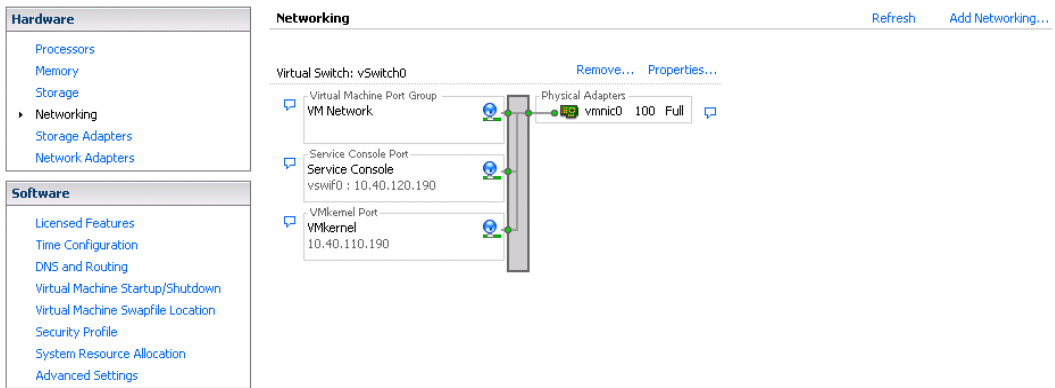 Hardware
Processors
Memory
Storage
Networking
Storage Adapters
Network Adapters
Software
Licensed Features
Time Configuration
DNS and Routing
Virtual Machine Startup/Shutdown
Virtual Machine Swapfile Location
Security Profile
System Resource Allocation
Advanced Settings
Networking Refresh Add Networking...
Virtual Switch: vSwitch0 Remove... Properties...
Virtual Machine Port Group Physical Adapters
VM Network vmnic0 100 Full
Service Console Port
Service Console
vswif0 : 10.40.120.190
VMkernel Port
VMkernel
10.40.110.190